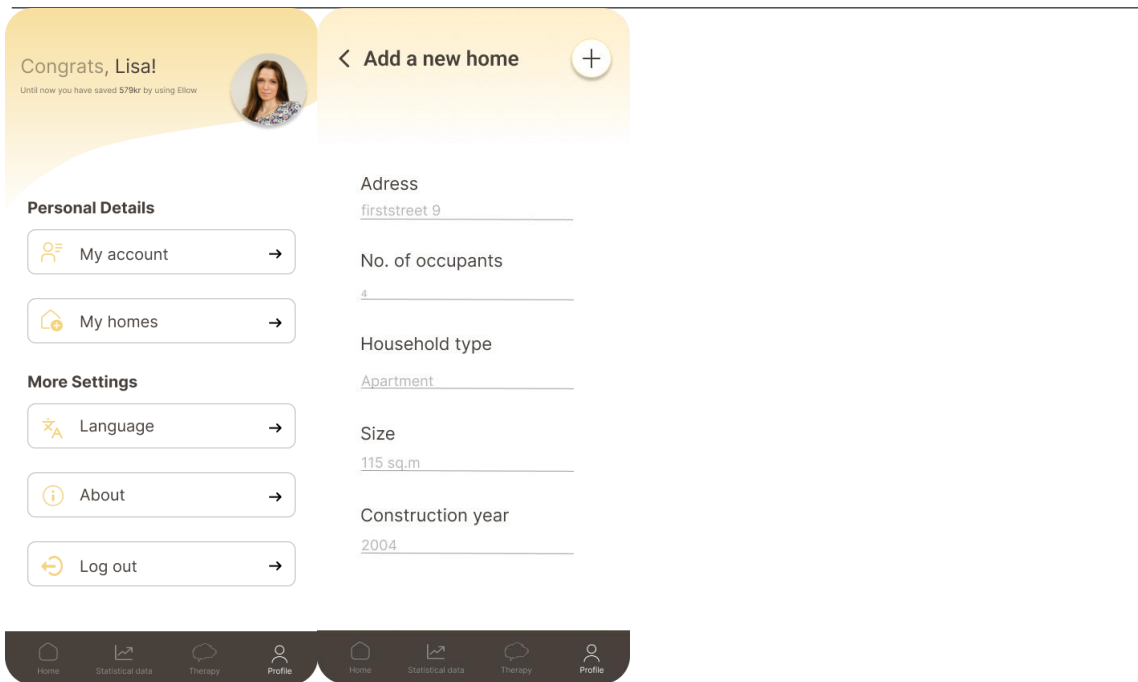 Congrats, Lisa!
Until now you have saved 579kr by using Ellow
Personal Details
My account
My homes
More Settings
Language
About
Log out
Home
Statistical data
Therapy
Profile
Add a new home
Adress
firststreet 9
No. of occupants
4
Household type
Apartment
Size
115 sq.m
Construction year
2004
Home
Statistical data
Therapy
Profile